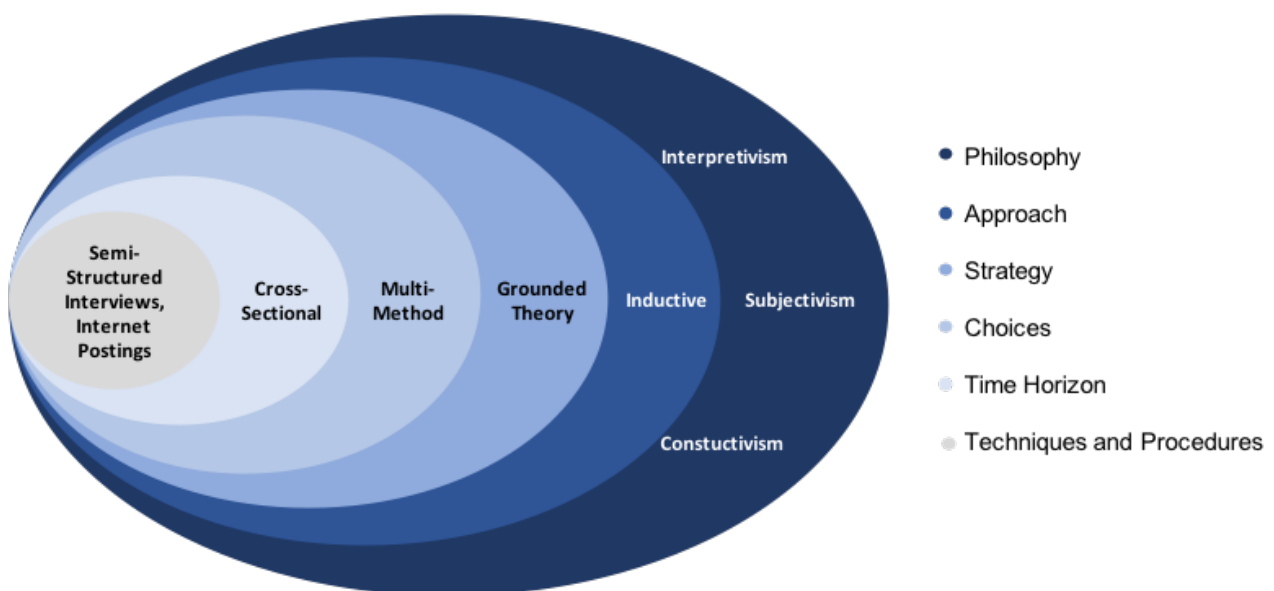 Interpretivism
Semi-
Structured
Interviews,
Internet
Postings
Cross-
Sectional
Multi-
Method
Grounded
Theory
Inductive
Subjectivism
Constuctivism
Philosophy
Approach
Strategy
Choices
Time Horizon
Techniques and Procedures